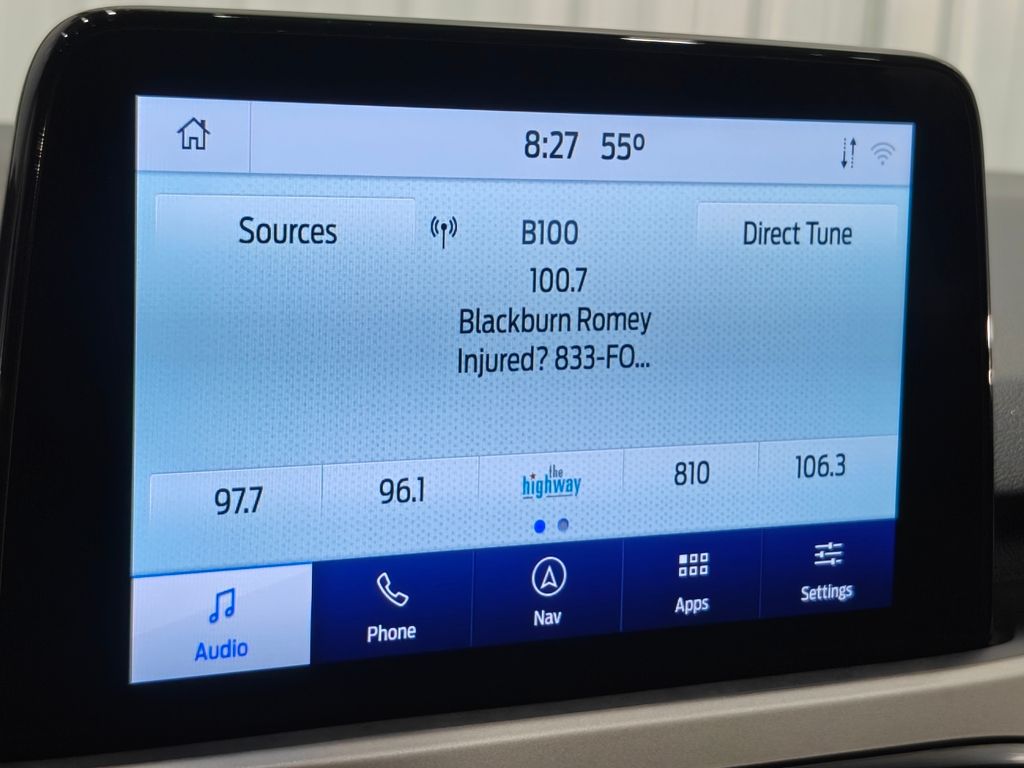 8:27 55º
Sources
B100
Direct Tune
100.7
Blackburn Romey
Injured? 833-FO...
97.7
96.1
the
highway
810
106.3
Audio
Phone
Nav
Apps
Settings